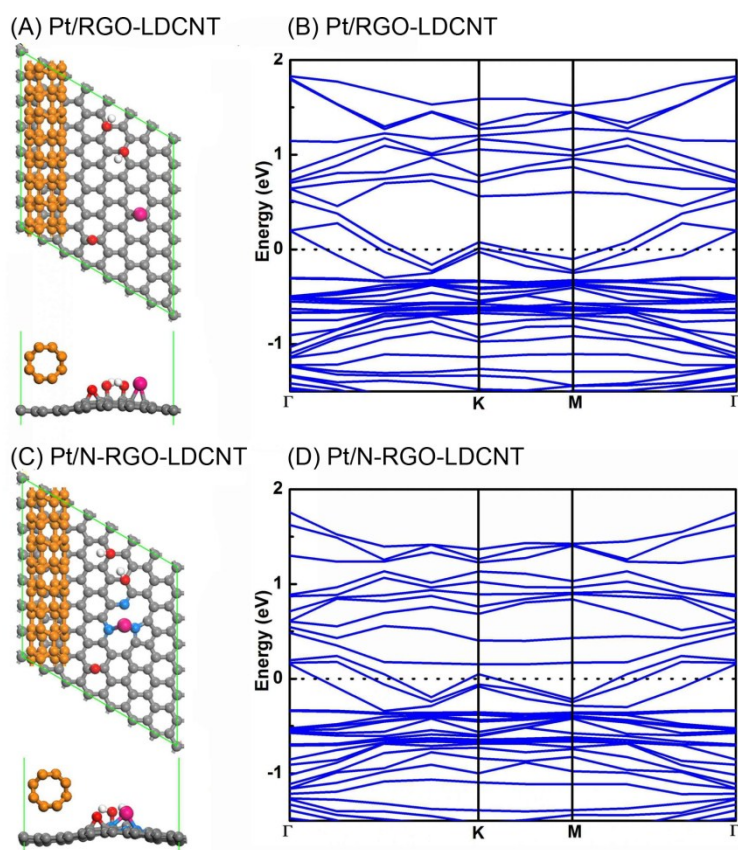 (A) Pt/RGO-LDCNT
(B) Pt/RGO-LDCNT
2
1
0
-1
Energy (eV)
Γ
K
M
Γ
(C) Pt/N-RGO-LDCNT
(D) Pt/N-RGO-LDCNT
2
1
0
-1
Energy (eV)
Γ
K
M
Γ